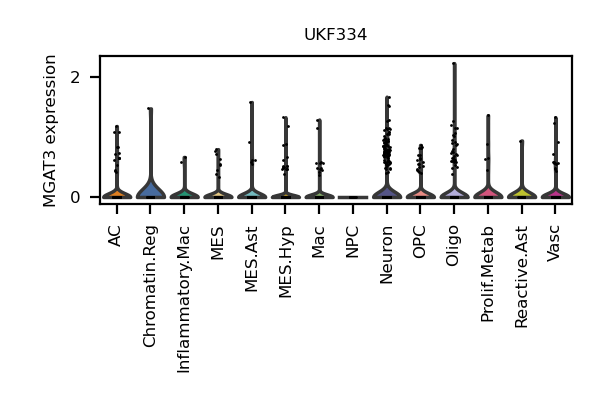 UKF334
MGAT3 expression
2
0
AC
Chromatin.Reg
Inflammatory.Mac
MES
MES.Ast
MES.Hyp
Mac
NPC
Neuron
OPC
Oligo
Prolif.Metab
Reactive.Ast
Vasc